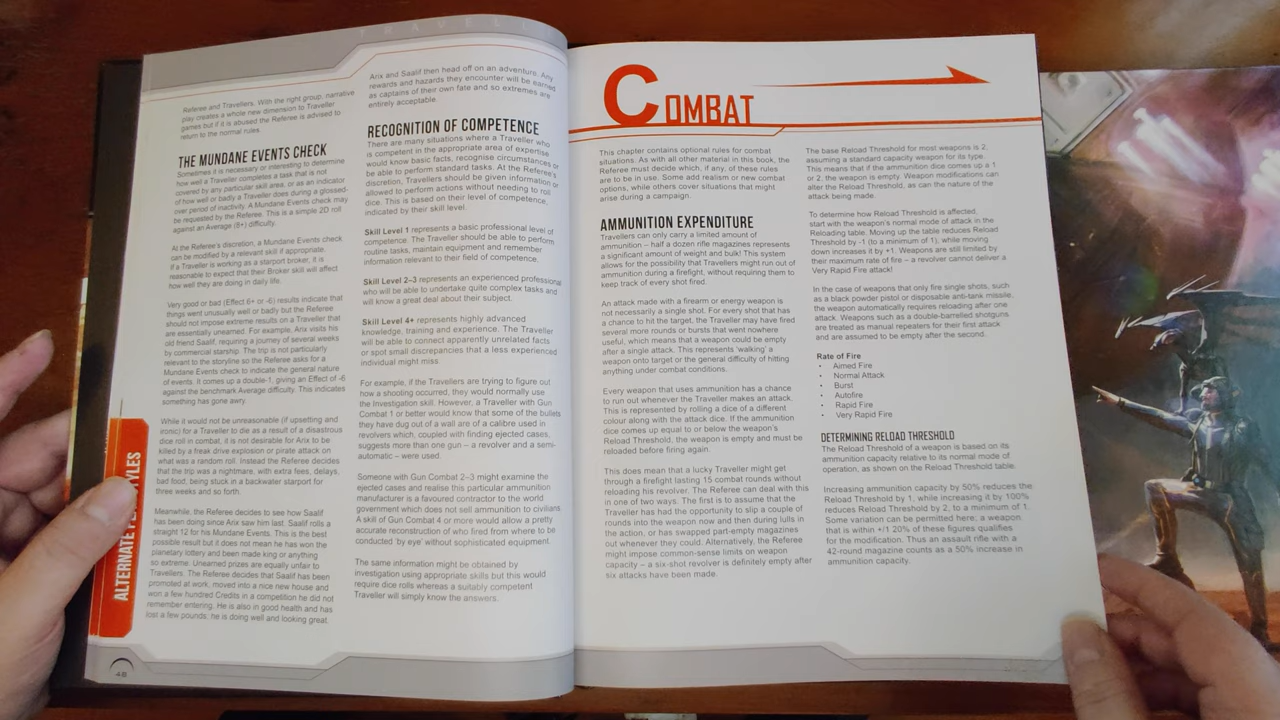 TRAVELL
Referee and Travellers. With the right group, narrative
play creates a whole new dimension to Traveller
games but if it is abused the Referee is advised to
return to the normal rules.
THE MUNDANE EVENTS CHECK
Sometimes it is necessary or interesting to determine
how well a Traveller completes a task that is not
covered by any particular skill area, or as an indicator
of how well or badly a Traveller does during a glossed-
over period of inactivity. A Mundane Events check may
be requested by the Referee. This is a simple 2D roll
against an Average (8+) difficulty.
At the Referee's discretion, a Mundane Events check
can be modified by a relevant skill if appropriate.
If a Traveller is working as a starport broker, it is
reasonable to expect that their Broker skill will affect
how well they are doing in daily life.
Very good or bad (Effect 6+ or -6) results indicate that
things went unusually well or badly but the Referee
should not impose extreme results on a Traveller that
are essentially unearned. For example, Arix visits his
old friend Saalif, requiring a journey of several weeks
by commercial starship. The trip is not particularly
relevant to the storyline so the Referee asks for a
Mundane Events check to indicate the general nature
of events. It comes up a double-1, giving an Effect of -6
against the benchmark Average difficulty. This indicates
something has gone awry.
While it would not be unreasonable (if upsetting and
ironic) for a Traveller to die as a result of a disastrous
dice roll in combat, it is not desirable for Arix to be
killed by a freak drive explosion or pirate attack on
what was a random roll. Instead the Referee decides
that the trip was a nightmare, with extra fees, delays,
bad food, being stuck in a backwater starport for
three weeks and so forth.
Meanwhile, the Referee decides to see how Saalif
has been doing since Arix saw him last. Saalif rolls a
straight 12 for his Mundane Events. This is the best
possible result but it does not mean he has won the
planetary lottery and been made king or anything
so extreme. Unearned prizes are equally unfair to
Travellers. The Referee decides that Saalif has been
promoted at work, moved into a nice new house and
won a few hundred Credits in a competition he did not
remember entering. He is also in good health and has
lost a few pounds; he is doing well and looking great.
Arix and Saalif then head off on an adventure. Any
rewards and hazards they encounter will be earned
as captains of their own fate and so extremes are
entirely acceptable.
RECOGNITION OF COMPETENCE
There are many situations where a Traveller who
is competent in the appropriate area of expertise
would know basic facts, recognise circumstances or
be able to perform standard tasks. At the Referee's
discretion, Travellers should be given information or
allowed to perform actions without needing to roll
dice. This is based on their level of competence,
indicated by their skill level.
Skill Level 1 represents a basic professional level of
competence. The Traveller should be able to perform
routine tasks, maintain equipment and remember
information relevant to their field of competence.
Skill Level 2–3 represents an experienced professional
who will be able to undertake quite complex tasks and
will know a great deal about their subject.
Skill Level 4+ represents highly advanced
knowledge, training and experience. The Traveller
will be able to connect apparently unrelated facts
or spot small discrepancies that a less experienced
individual might miss.
For example, if the Travellers are trying to figure out
how a shooting occurred, they would normally use
the Investigation skill. However, a Traveller with Gun
Combat 1 or better would know that some of the bullets
they have dug out of a wall are of a calibre used in
revolvers which, coupled with finding ejected cases,
suggests more than one gun – a revolver and a semi-
automatic – were used.
Someone with Gun Combat 2–3 might examine the
ejected cases and realise this particular ammunition
manufacturer is a favoured contractor to the world
government which does not sell ammunition to civilians.
A skill of Gun Combat 4 or more would allow a pretty
accurate reconstruction of who fired from where to be
conducted 'by eye' without sophisticated equipment.
The same information might be obtained by
investigation using appropriate skills but this would
require dice rolls whereas a suitably competent
Traveller will simply know the answers.
48
COMBAT
This chapter contains optional rules for combat
situations. As with all other material in this book, the
Referee must decide which, if any, of these rules
are to be in use. Some add realism or new combat
options, while others cover situations that might
arise during a campaign.
AMMUNITION EXPENDITURE
Travellers can only carry a limited amount of
ammunition – half a dozen rifle magazines represents
a significant amount of weight and bulk! This system
allows for the possibility that Travellers might run out of
ammunition during a firefight, without requiring them to
keep track of every shot fired.
An attack made with a firearm or energy weapon is
not necessarily a single shot. For every shot that has
a chance to hit the target, the Traveller may have fired
several more rounds or bursts that went nowhere
useful, which means that a weapon could be empty
after a single attack. This represents 'walking' a
weapon onto target or the general difficulty of hitting
anything under combat conditions.
Every weapon that uses ammunition has a chance
to run out whenever the Traveller makes an attack.
This is represented by rolling a dice of a different
colour along with the attack dice. If the ammunition
dice comes up equal to or below the weapon's
Reload Threshold, the weapon is empty and must be
reloaded before firing again.
This does mean that a lucky Traveller might get
through a firefight lasting 15 combat rounds without
reloading his revolver. The Referee can deal with this
in one of two ways. The first is to assume that the
Traveller has had the opportunity to slip a couple of
rounds into the weapon now and then during lulls in
the action, or has swapped part-empty magazines
out whenever they could. Alternatively, the Referee
might impose common-sense limits on weapon
capacity – a six-shot revolver is definitely empty after
six attacks have been made.
The base Reload Threshold for most weapons is 2,
assuming a standard capacity weapon for its type.
This means that if the ammunition dice comes up a 1
or 2, the weapon is empty. Weapon modifications can
alter the Reload Threshold, as can the nature of the
attack being made.
To determine how Reload Threshold is affected,
start with the weapon's normal mode of attack in the
Reloading table. Moving up the table reduces Reload
Threshold by -1 (to a minimum of 1), while moving
down increases it by +1. Weapons are still limited by
their maximum rate of fire – a revolver cannot deliver a
Very Rapid Fire attack!
In the case of weapons that only fire single shots, such
as a black powder pistol or disposable anti-tank missile,
the weapon automatically requires reloading after one
attack. Weapons such as a double-barrelled shotguns
are treated as manual repeaters for their first attack
and are assumed to be empty after the second.
Rate of Fire
• Aimed Fire
• Normal Attack
• Burst
• Autofire
• Rapid Fire
• Very Rapid Fire
DETERMINING RELOAD THRESHOLD
The Reload Threshold of a weapon is based on its
ammunition capacity relative to its normal mode of
operation, as shown on the Reload Threshold table.
Increasing ammunition capacity by 50% reduces the
Reload Threshold by 1, while increasing it by 100%
reduces Reload Threshold by 2, to a minimum of 1.
Some variation can be permitted here; a weapon
that is within +/1 20% of these figures qualifies
for the modification. Thus an assault rifle with a
42-round magazine counts as a 50% increase in
ammunition capacity.